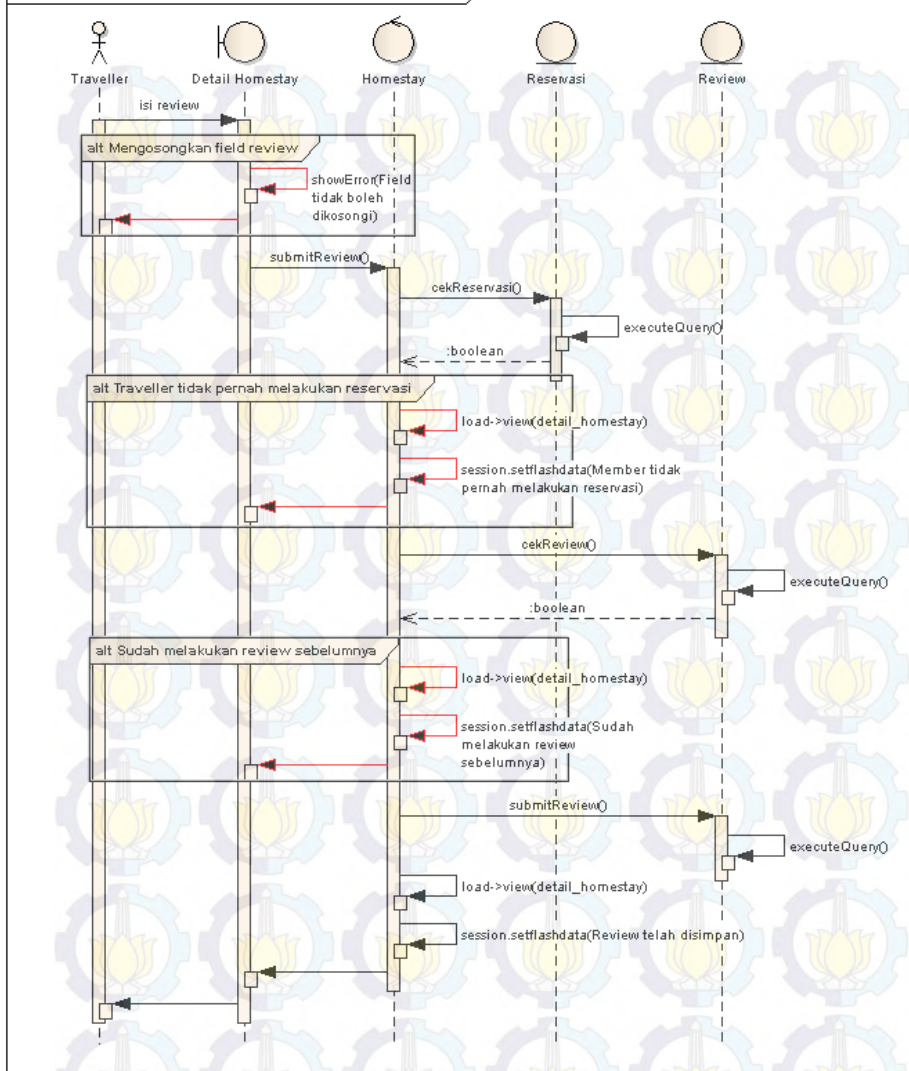 Traveller
Detail Homestay
Homestay
Reservasi
Review
isi review
alt Mengosongkan field review
showError(Field
tidak boleh
dikosongi)
submitReview()
cekReservasi()
executeQuery()
:boolean
alt Traveller tidak pernah melakukan reservasi
load->view(detail_homestay)
session.setflashdata(Member tidak
pernah melakukan reservasi)
cekReview()
executeQuery()
:boolean
alt Sudah melakukan review sebelumnya
load->view(detail_homestay)
session.setflashdata(Sudah
melakukan review
sebelumnya)
submitReview()
executeQuery()
load->view(detail_homestay)
session.setflashdata(Review telah disimpan)